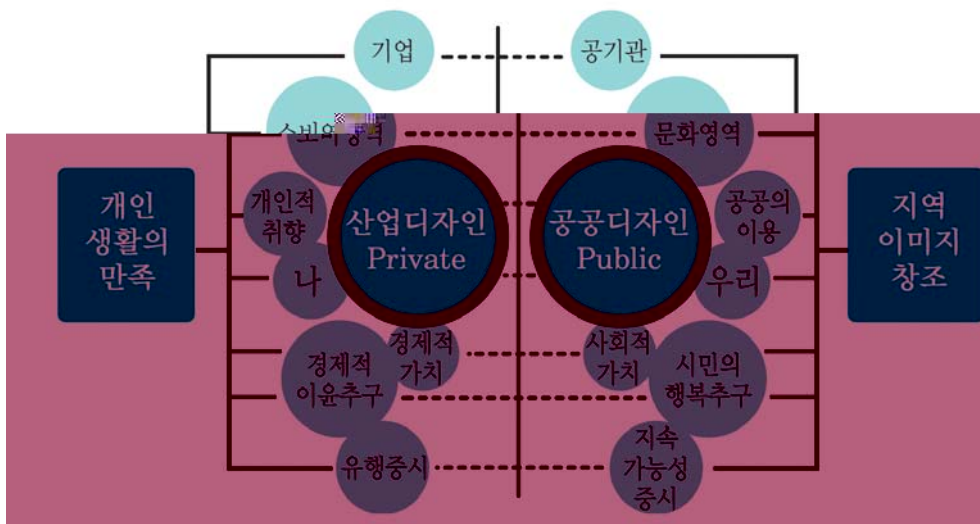 기업
공기관
문화영역
개인
생활의
만족
개인적
취향
산업디자인
Private
공공디자인
Public
공공의
이용
지역
이미지
창조
나
우리
경제적
가치
사회적
가치
경제적
이윤추구
시민의
행복추구
유행중시
지속
가능성
중시